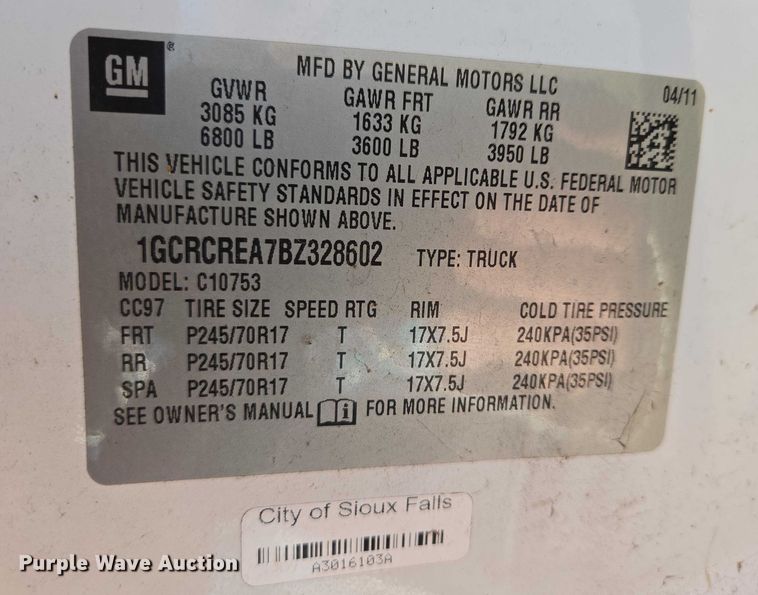 GM ®
MFD BY GENERAL MOTORS LLC
04/11
GVWR GAWR FRT GAWR RR
3085 KG 1633 KG 1792 KG
6800 LB 3600 LB 3950 LB
THIS VEHICLE CONFORMS TO ALL APPLICABLE U.S. FEDERAL MOTOR
VEHICLE SAFETY STANDARDS IN EFFECT ON THE DATE OF
MANUFACTURE SHOWN ABOVE.
1GCRCREA7BZ328602 TYPE: TRUCK
MODEL: C10753
CC97 TIRE SIZE SPEED RTG RIM COLD TIRE PRESSURE
FRT P245/70R17 T 17X7.5J 240KPA(35PSI)
RR P245/70R17 T 17X7.5J 240KPA(35PSI)
SPA P245/70R17 T 17X7.5J 240KPA(35PSI)
SEE OWNER'S MANUAL FOR MORE INFORMATION.
City of Sioux Falls
A3016103A
Purple Wave Auction